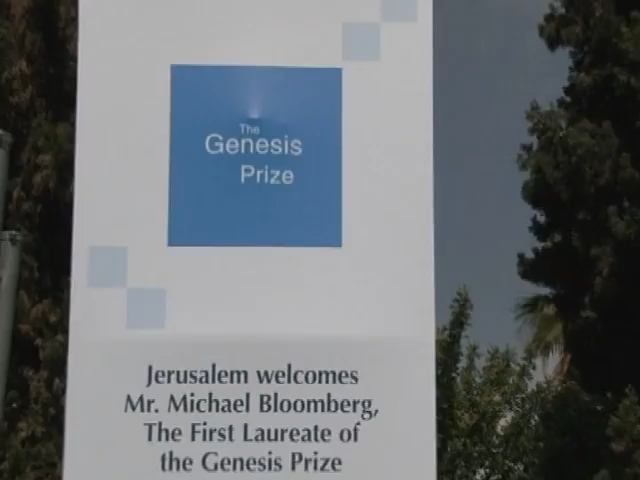 The
Genesis
Prize
Jerusalem welcomes
Mr. Michael Bloomberg,
The First Laureate of
the Genesis Prize